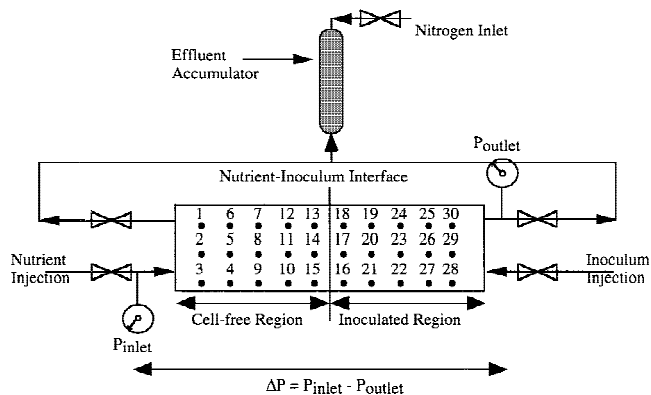 Nitrogen Inlet
Effluent
Accumulator
Poutlet
Nutrient-Inoculum Interface
1 6 7 12 13 18 19 24 25 30
2 5 8 11 14 17 20 23 26 29
3 4 9 10 15 16 21 22 27 28
Nutrient
Injection
Inoculum
Injection
Cell-free Region
Inoculated Region
Pinlet
ΔP = Pinlet - Poutlet